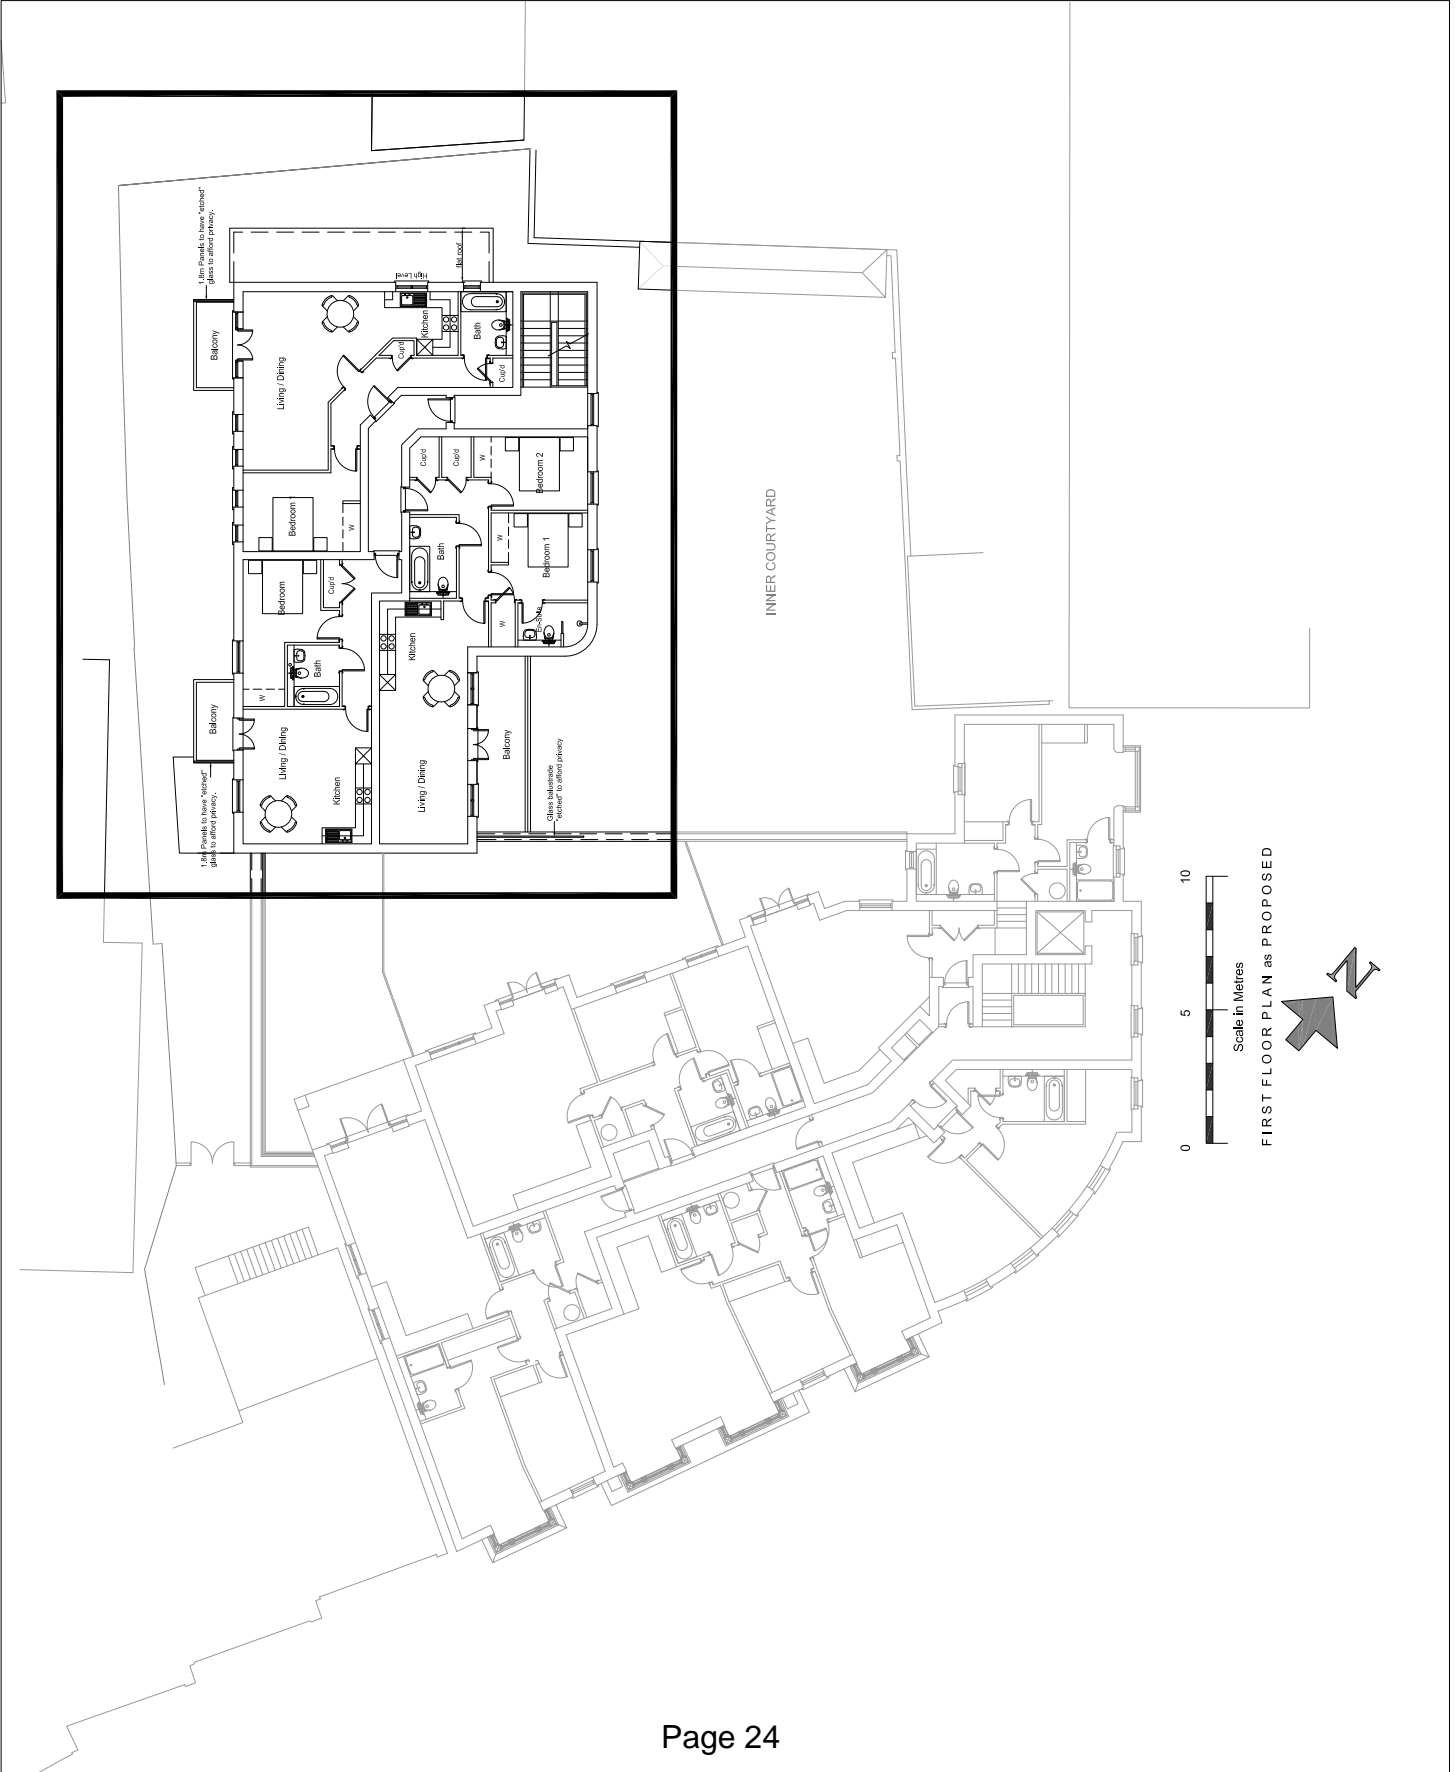 1.8m Panels to have "etched"
glass to afford privacy.
Balcony
Living / Dining
High Level
flat roof
Kitchen
Bath
Cup'd
Cup'd
Bedroom 1
W
Cup'd
Cup'd
W
Bedroom 2
Bath
W
Bedroom 1
W
En-Suite
Bedroom
Cup'd
Bath
W
Balcony
Living / Dining
Kitchen
1.8m Panels to have "etched"
glass to afford privacy.
Kitchen
Living / Dining
Balcony
Glass balustrade
"etched" to afford privacy
INNER COURTYARD
0 5 10
Scale in Metres
FIRST FLOOR PLAN as PROPOSED
N
Page 24